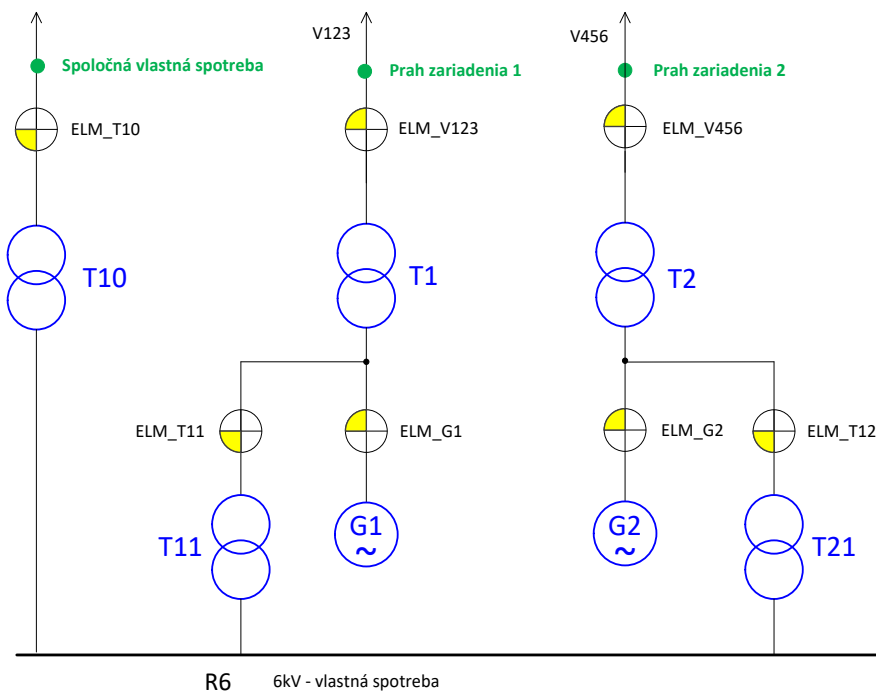 V123
V456
Spoločná vlastná spotreba
Prah zariadenia 1
Prah zariadenia 2
ELM_T10
ELM_V123
ELM_V456
T10
T1
T2
ELM_T11
ELM_G1
ELM_G2
ELM_T12
G1
~
G2
~
T11
T21
R6
6kV - vlastná spotreba